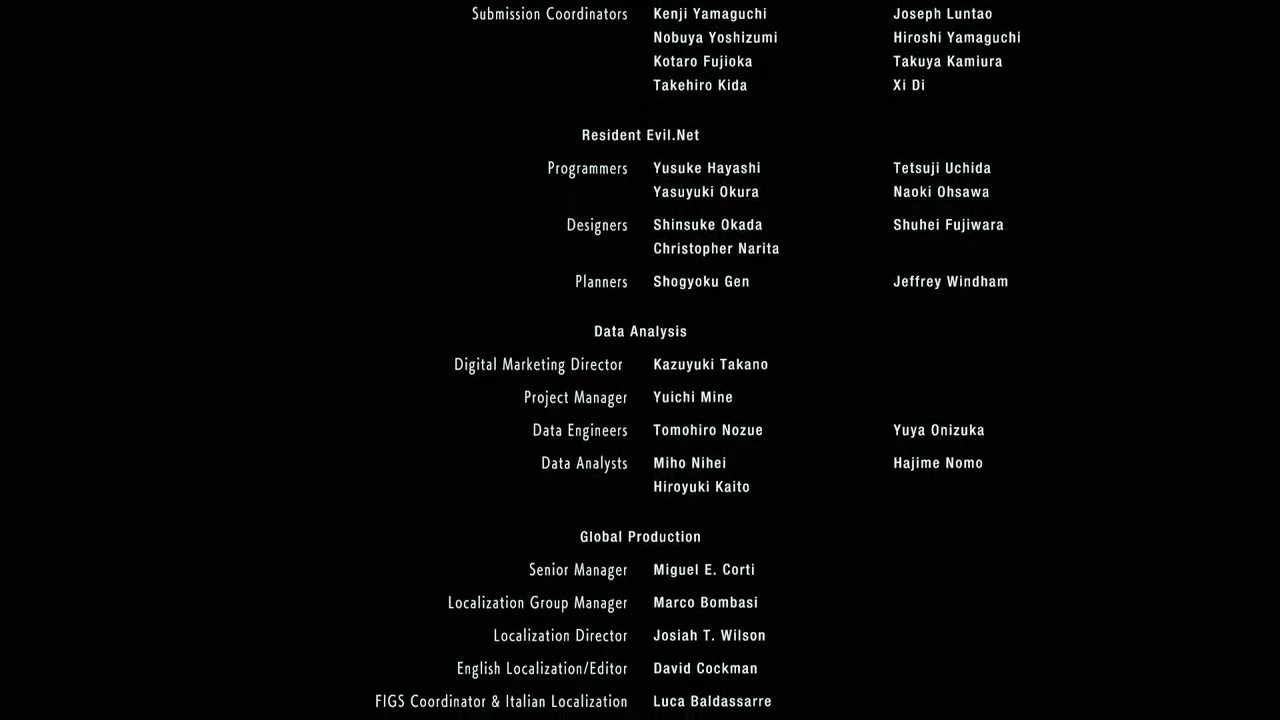 Submission Coordinators Kenji Yamaguchi Joseph Luntao
Nobuya Yoshizumi Hiroshi Yamaguchi
Kotaro Fujioka Takuya Kamiura
Takehiro Kida Xi Di
Resident Evil.Net
Programmers Yusuke Hayashi Tetsuji Uchida
Yasuyuki Okura Naoki Ohsawa
Designers Shinsuke Okada Shuhei Fujiwara
Christopher Narita
Planners Shogyoku Gen Jeffrey Windham
Data Analysis
Digital Marketing Director Kazuyuki Takano
Project Manager Yuichi Mine
Data Engineers Tomohiro Nozue Yuya Onizuka
Data Analysts Miho Nihei Hajime Nomo
Hiroyuki Kaito
Global Production
Senior Manager Miguel E. Corti
Localization Group Manager Marco Bombasi
Localization Director Josiah T. Wilson
English Localization/Editor David Cockman
FIGS Coordinator & Italian Localization Luca Baldassarre